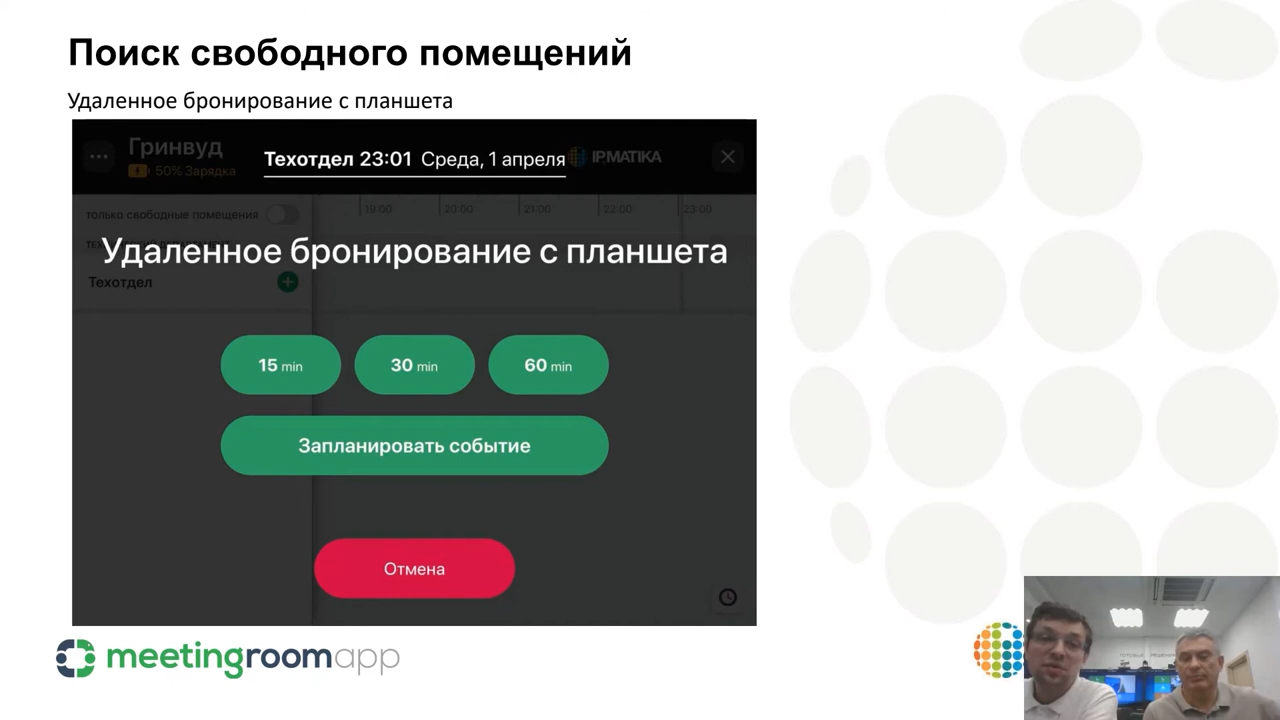 Поиск свободного помещений
Удаленное бронирование с планшета
Гринвуд
50% Зарядка
Техотдел 23:01 Среда, 1 апреля
IPMATIKA
только свободные помещения
19:00 20:00 21:00 22:00 23:00
Удаленное бронирование с планшета
Техотдел
15 min 30 min 60 min
Запланировать событие
Отмена
meetingroomapp